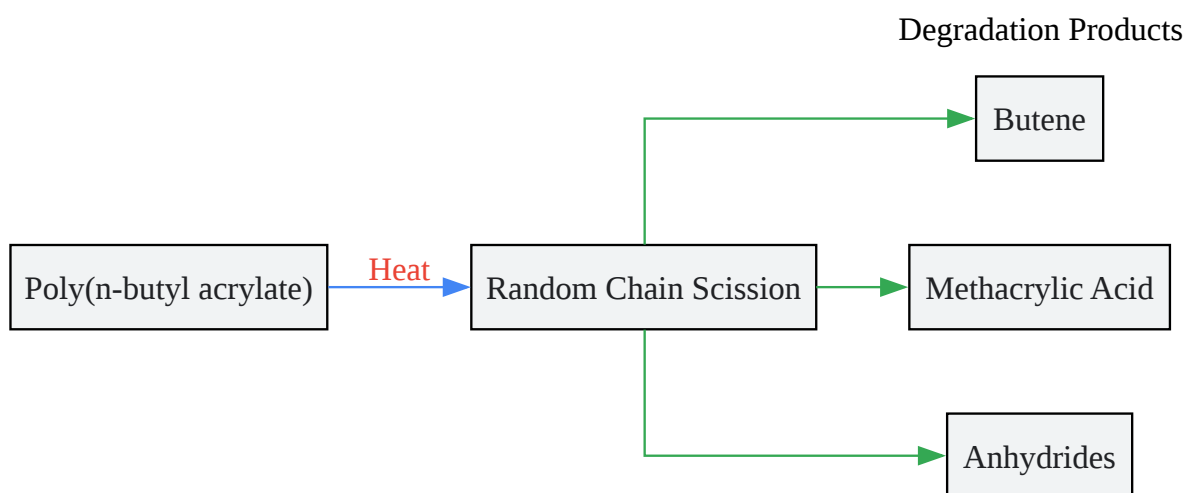 Degradation Products
Butene
Heat
Poly(n-butyl acrylate)
Random Chain Scission
Methacrylic Acid
Anhydrides